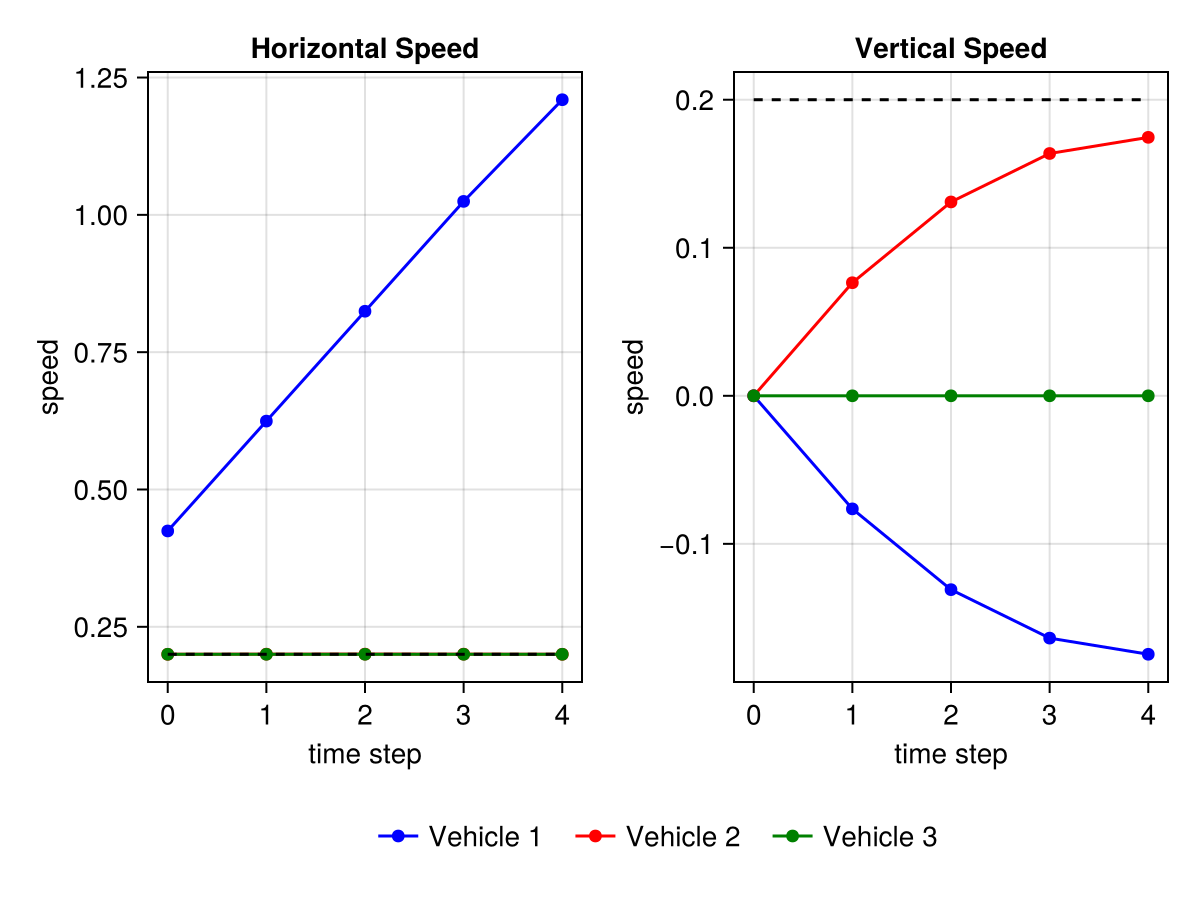 Horizontal Speed
1.25
1.00
0.75
0.50
0.25
speed
0 1 2 3 4
time step
Vertical Speed
0.2
0.1
0.0
−0.1
speed
0 1 2 3 4
time step
Vehicle 1 Vehicle 2 Vehicle 3